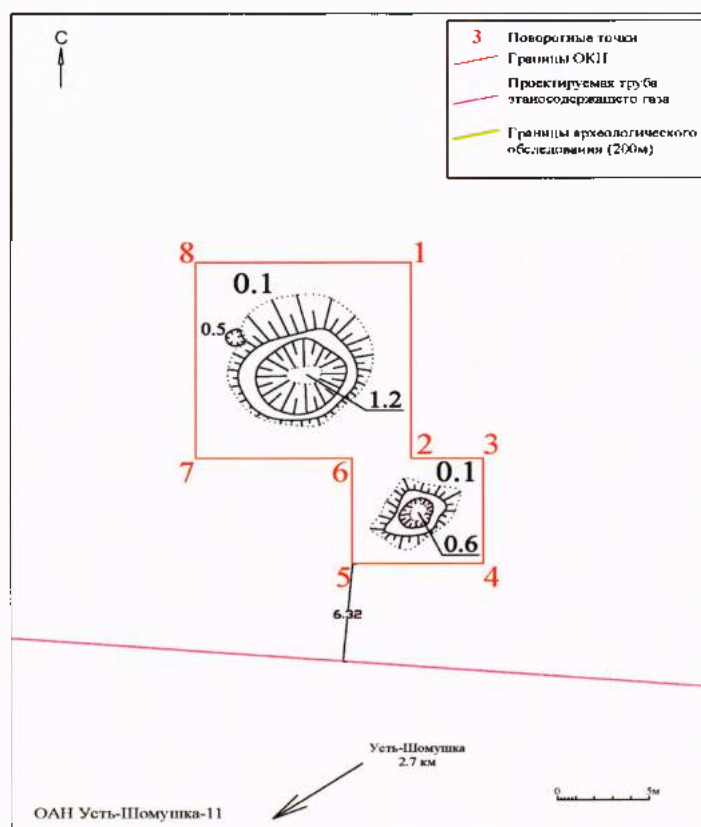 С
3 Поворотные точки
Границы ОКН
Проектируемая труба
этаносодержащего газа
Границы археологического
обследования (200м)
8
1
0.1
0.5
1.2
7
6
2
3
0.1
0.6
5
4
6.32
Усть-Шомушка
2.7 км
ОАН Усть-Шомушка-11
0
5м